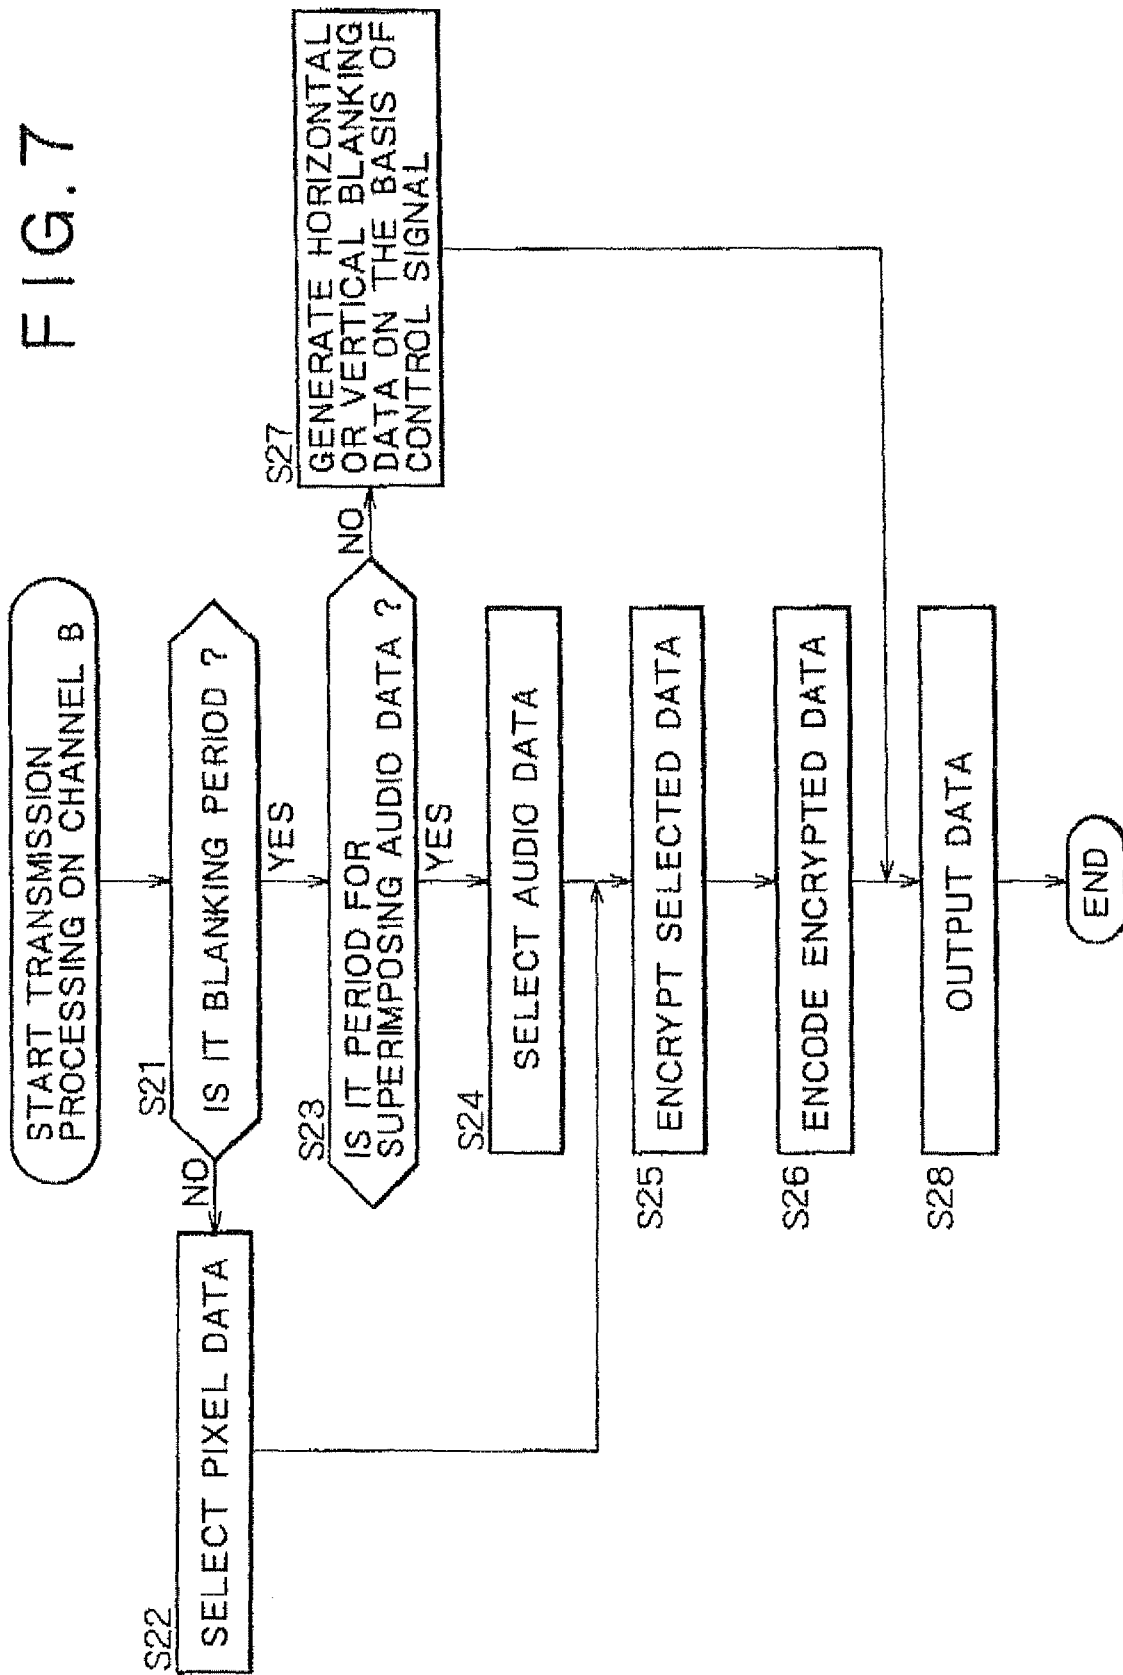 FIG. 7
START TRANSMISSION
PROCESSING ON CHANNEL B
S21
IS IT BLANKING PERIOD ?
NO
YES
S22
SELECT PIXEL DATA
S23
IS IT PERIOD FOR
SUPERIMPOSING AUDIO DATA ?
NO
YES
S27
GENERATE HORIZONTAL
OR VERTICAL BLANKING
DATA ON THE BASIS OF
CONTROL SIGNAL
S24
SELECT AUDIO DATA
S25
ENCRYPT SELECTED DATA
S26
ENCODE ENCRYPTED DATA
S28
OUTPUT DATA
END